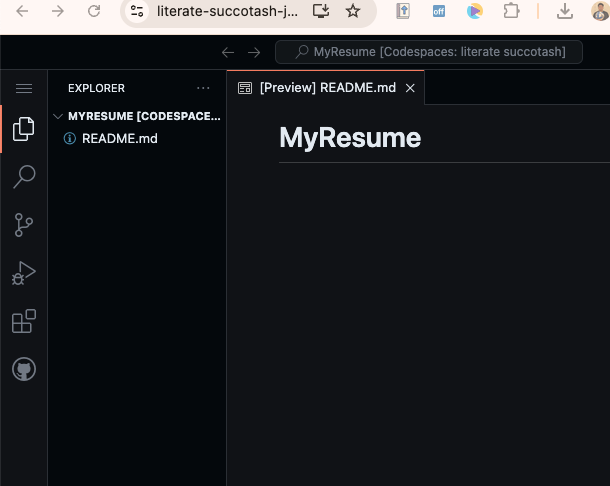 literate-succotash-j...
off
MyResume [Codespaces: literate succotash]
EXPLORER
[Preview] README.md
MYRESUME [CODESPACE...
README.md
MyResume